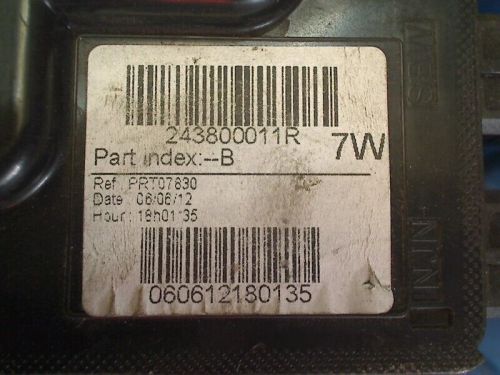 243800011R
7W
Part index:--B
Ref : PRT07830
Date : 06/06/12
Hour : 18h01:35
060612180135